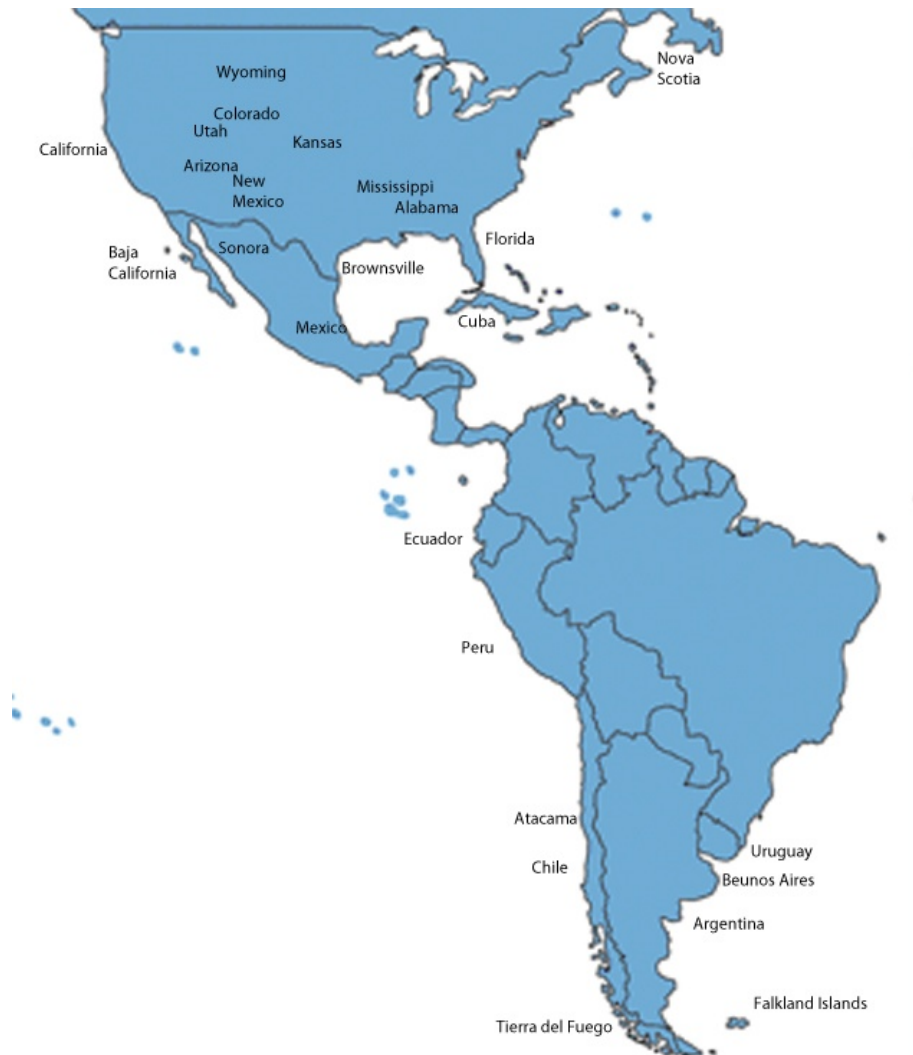 Nova
Scotia
Wyoming
Colorado
Utah
Kansas
California
Arizona
New
Mexico
Mississippi
Alabama
Florida
Sonora
Baja
California
Brownsville
Cuba
Mexico
Ecuador
Peru
Atacama
Uruguay
Chile
Beunos Aires
Argentina
Falkland Islands
Tierra del Fuego